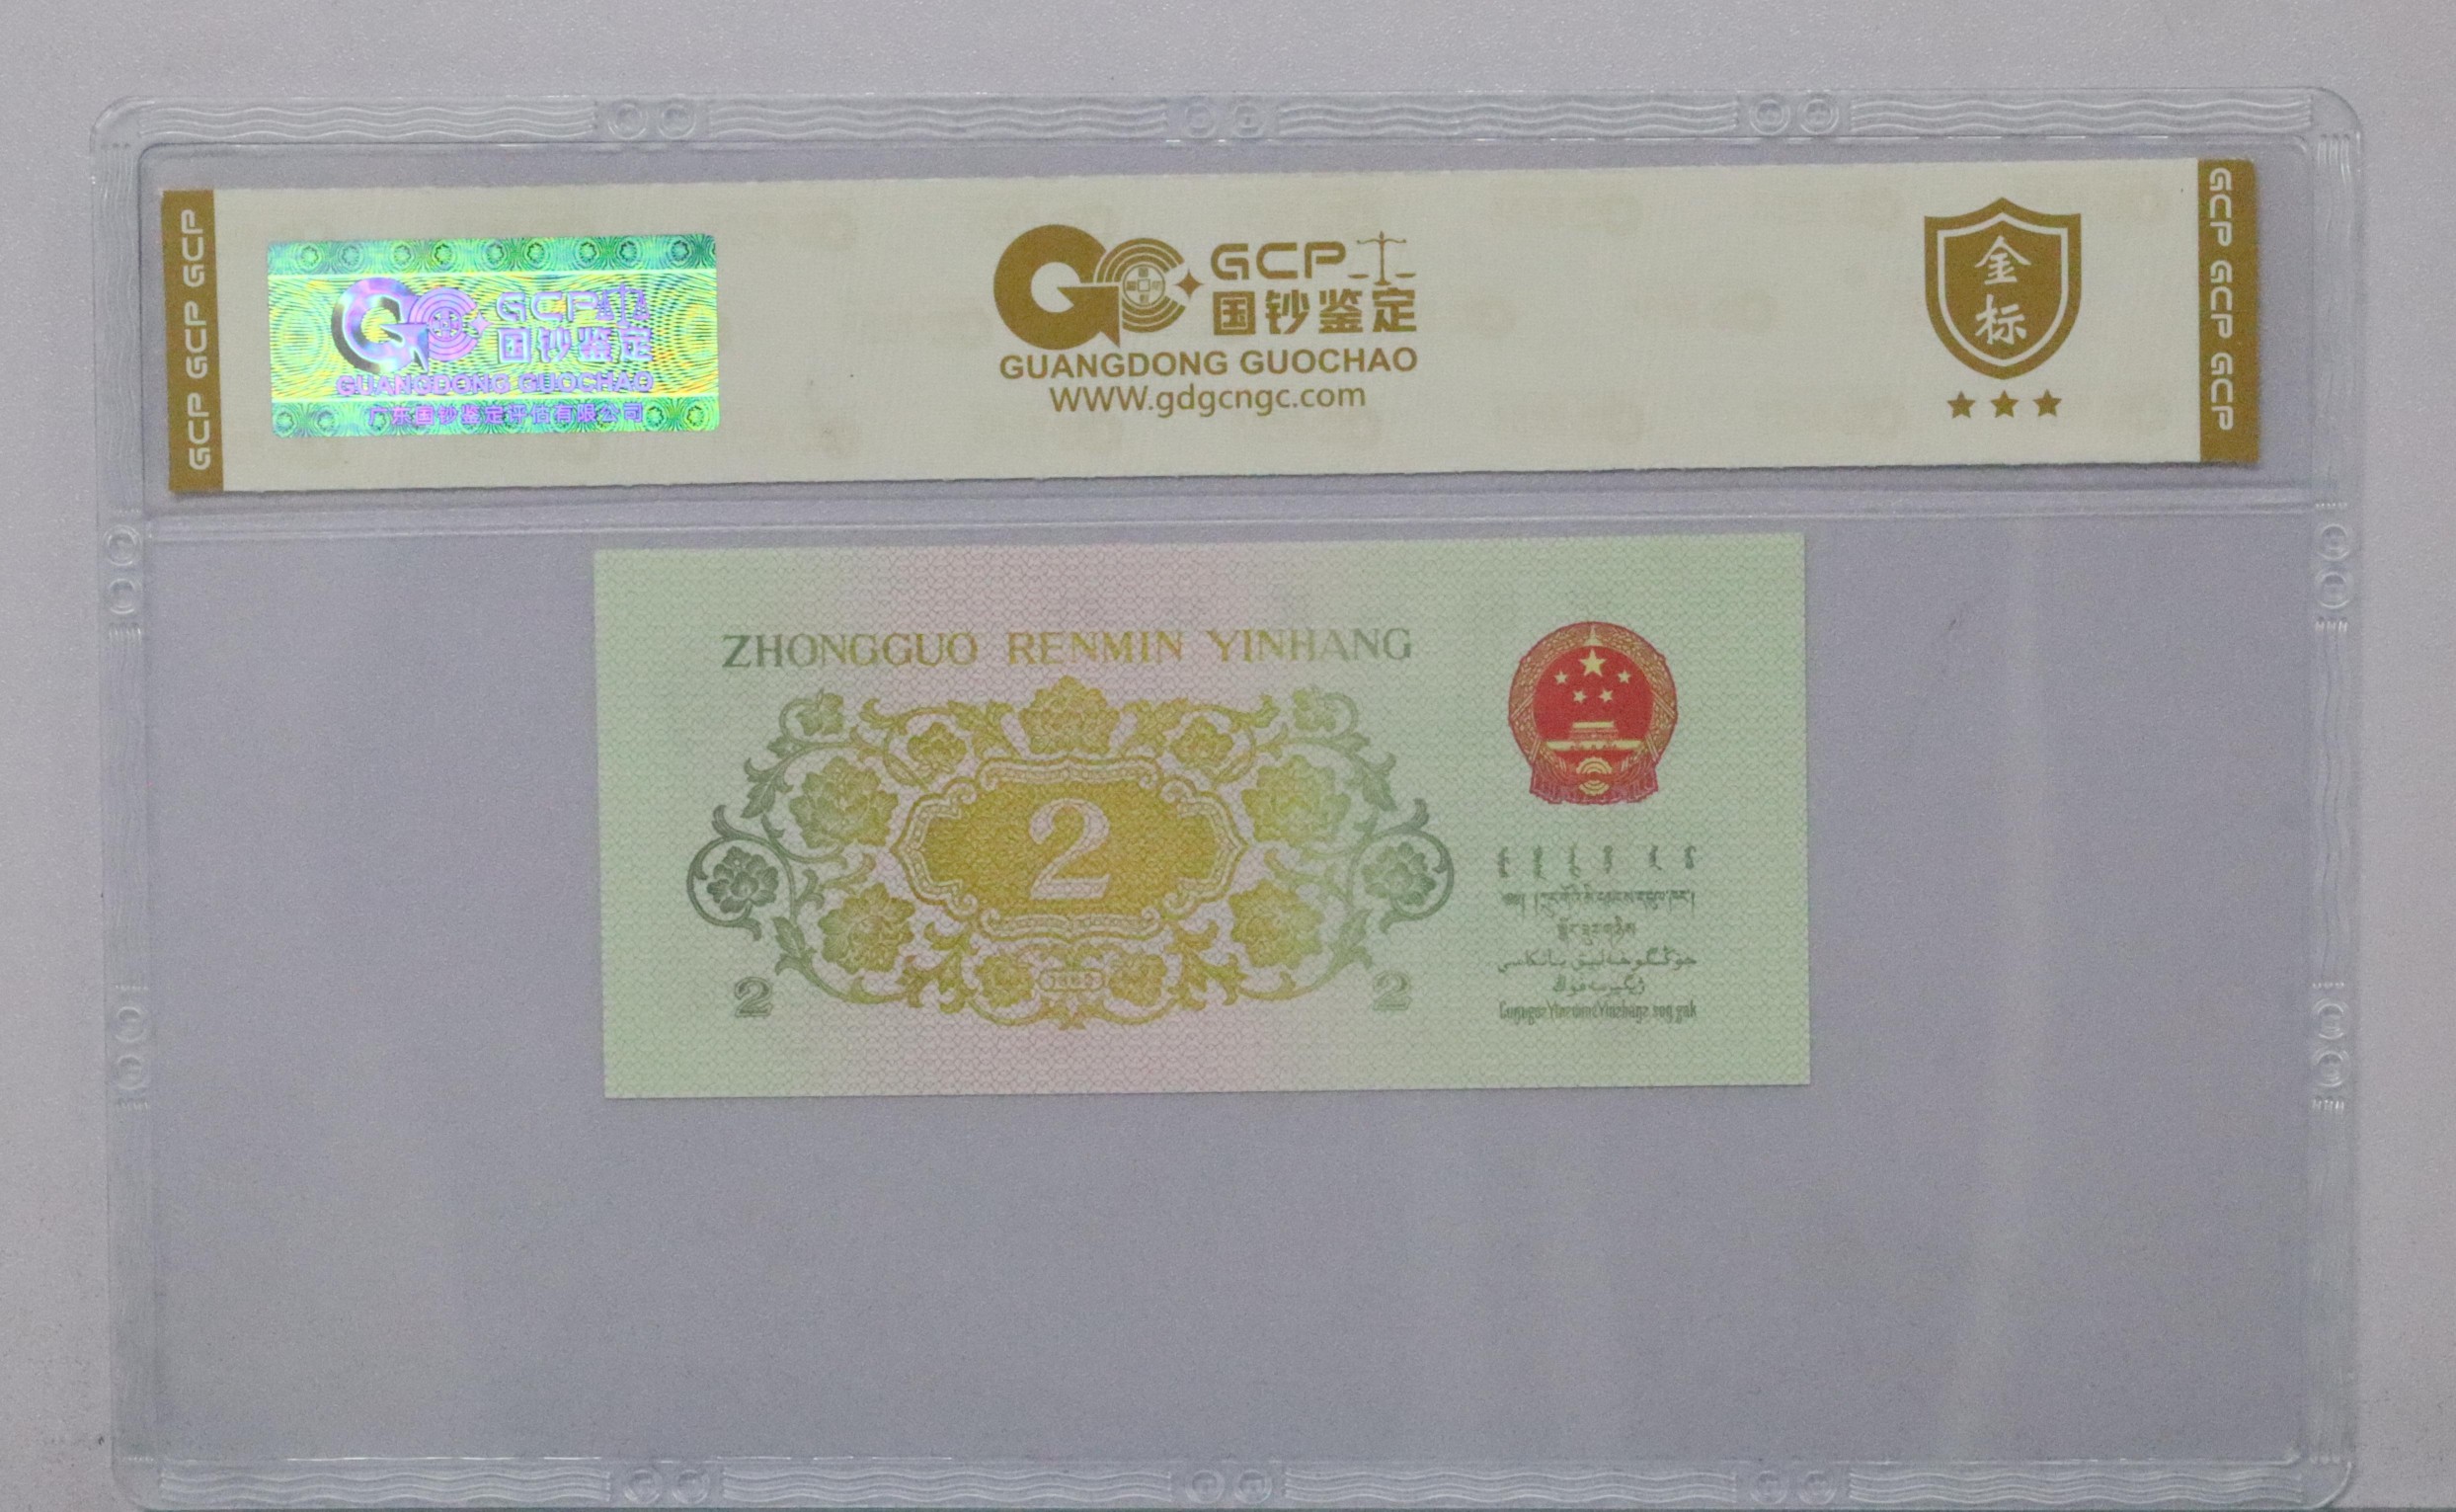 GCP GCP GCP
GCP
国钞鉴定
GUANGDONG GUOCHAO
广东国钞鉴定评估有限公司
GCP
国钞鉴定
GUANGDONG GUOCHAO
WWW.gdgcngc.com
金
标
GCP GCP GCP
ZHONGGUO RENMIN YINHANG
2
2
2